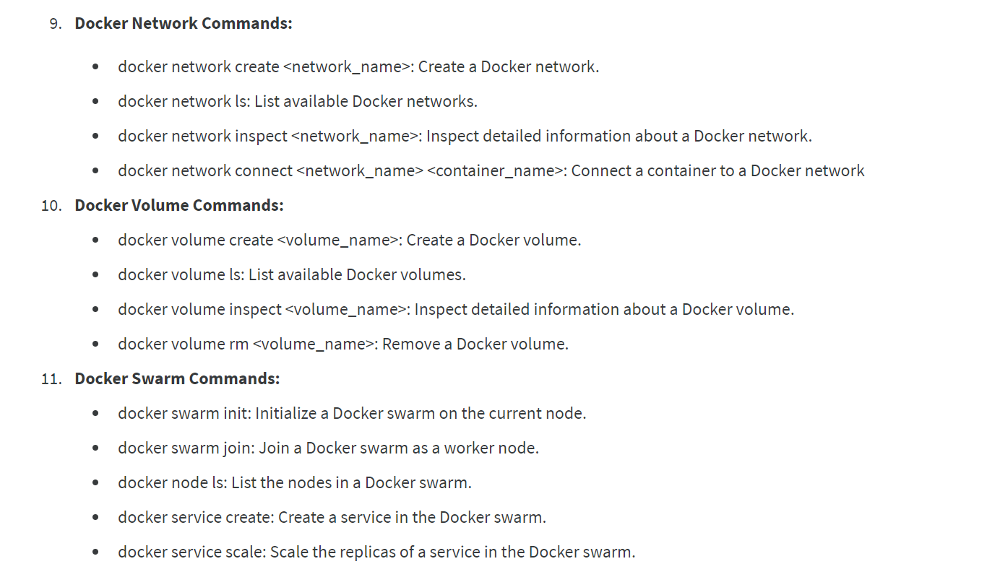 9. Docker Network Commands:
• docker network create <network_name>: Create a Docker network.
• docker network ls: List available Docker networks.
• docker network inspect <network_name>: Inspect detailed information about a Docker network.
• docker network connect <network_name> <container_name>: Connect a container to a Docker network
10. Docker Volume Commands:
• docker volume create <volume_name>: Create a Docker volume.
• docker volume ls: List available Docker volumes.
• docker volume inspect <volume_name>: Inspect detailed information about a Docker volume.
• docker volume rm <volume_name>: Remove a Docker volume.
11. Docker Swarm Commands:
• docker swarm init: Initialize a Docker swarm on the current node.
• docker swarm join: Join a Docker swarm as a worker node.
• docker node ls: List the nodes in a Docker swarm.
• docker service create: Create a service in the Docker swarm.
• docker service scale: Scale the replicas of a service in the Docker swarm.